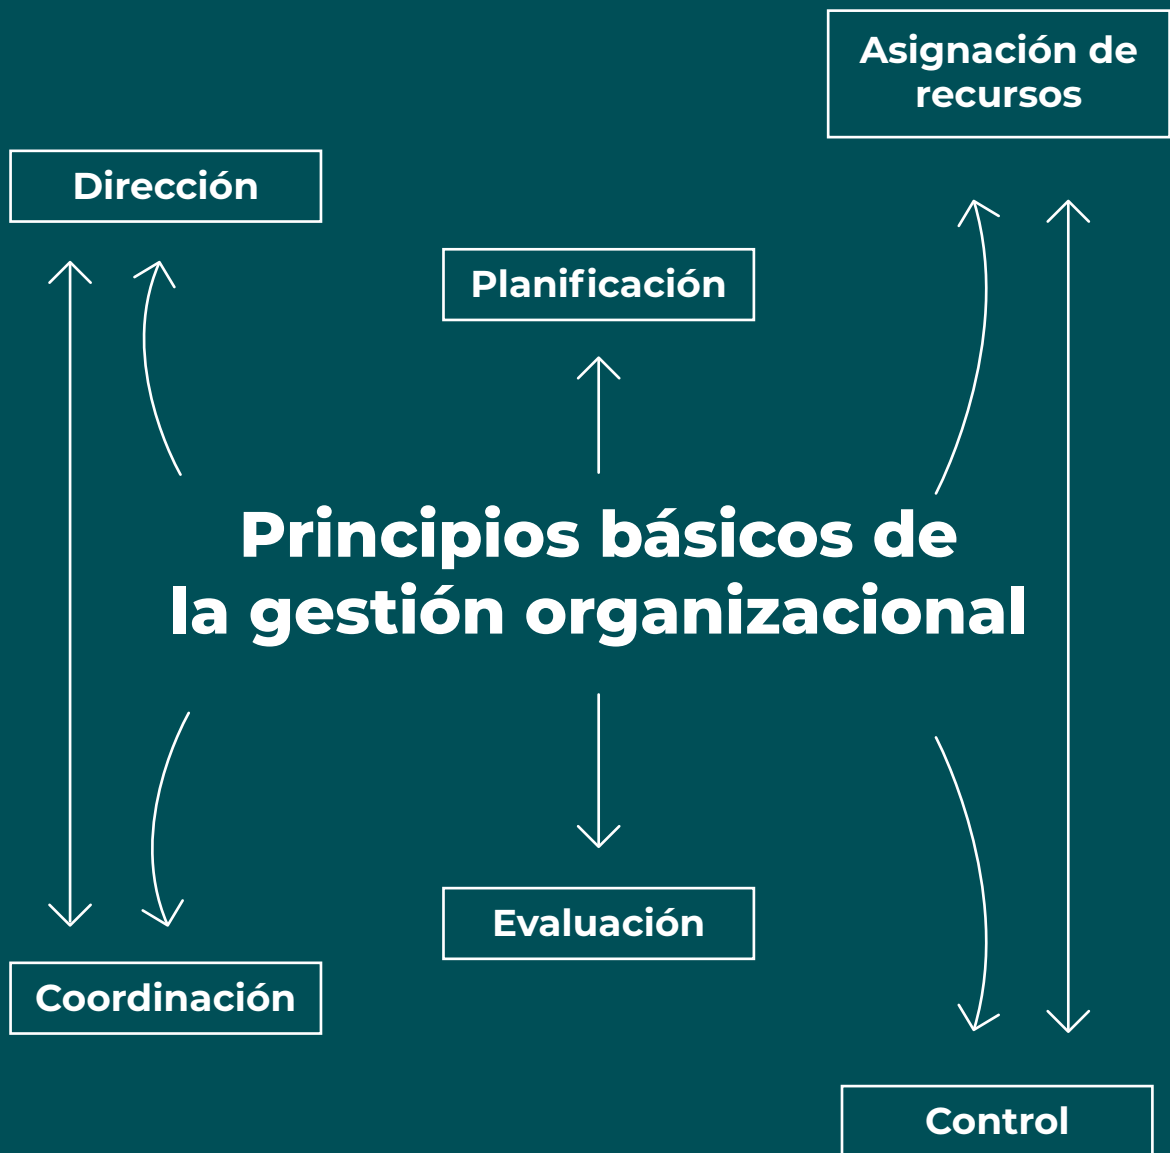 Asignación de
recursos
Dirección
Planificación
Principios básicos de
la gestión organizacional
Evaluación
Coordinación
Control